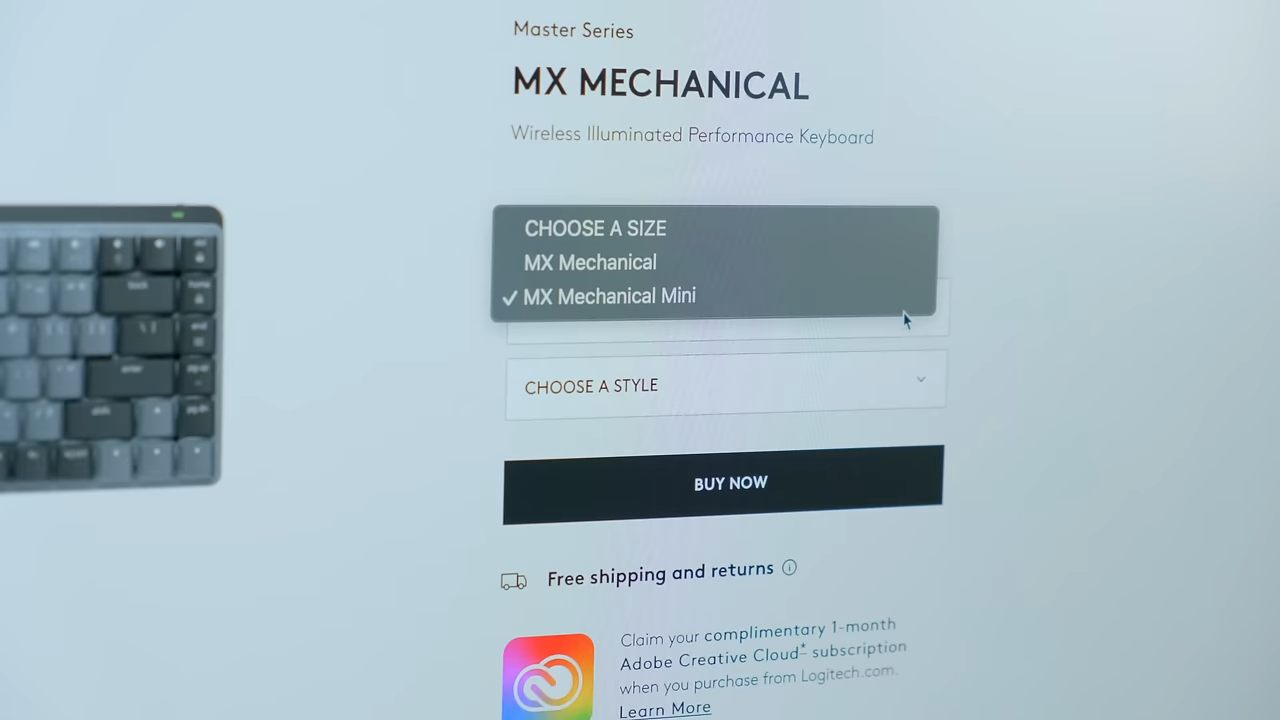 Master Series
MX MECHANICAL
Wireless Illuminated Performance Keyboard
CHOOSE A SIZE
MX Mechanical
✓ MX Mechanical Mini
CHOOSE A STYLE
BUY NOW
Free shipping and returns
Claim your complimentary 1-month
Adobe Creative Cloud* subscription
when you purchase from Logitech.com.
Learn More